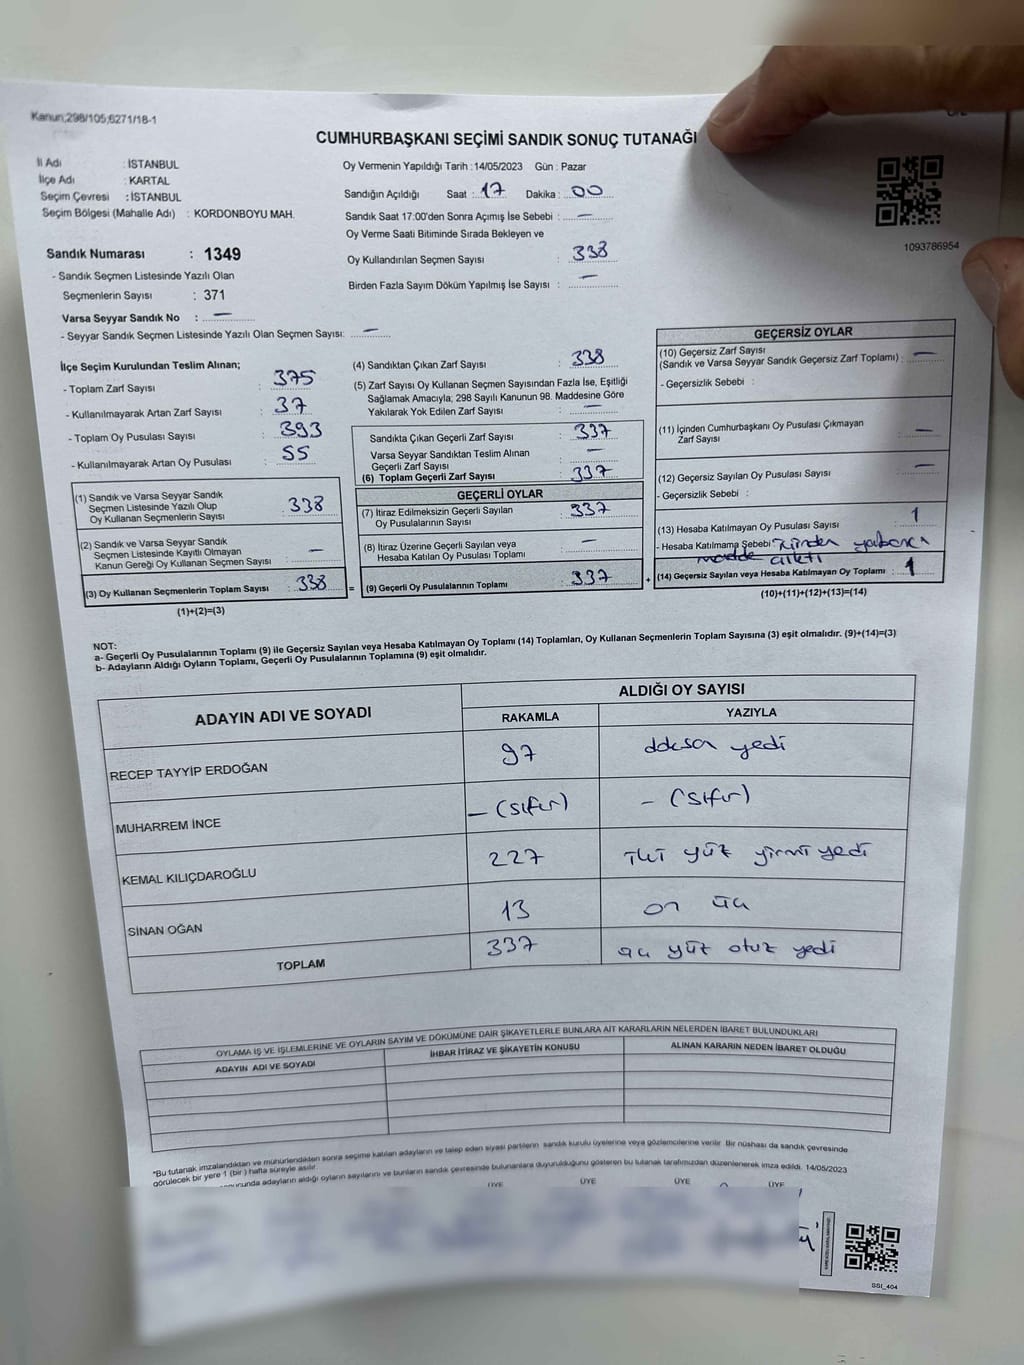 Kanun;298/105;6271/18-1
CUMHURBAŞKANI SEÇİMİ SANDIK SONUÇ TUTANAĞI
İl Adı : İSTANBUL
İlçe Adı : KARTAL
Seçim Çevresi : İSTANBUL
Seçim Bölgesi (Mahalle Adı) : KORDONBOYU MAH.
Oy Vermenin Yapıldığı Tarih : 14/05/2023 Gün : Pazar
Sandığın Açıldığı Saat : 17 Dakika : 00
Sandık Saat 17:00'den Sonra Açımış İse Sebebi : —
Oy Verme Saati Bitiminde Sırada Bekleyen ve
Oy Kullandırılan Seçmen Sayısı : 338
Birden Fazla Sayım Döküm Yapılmış İse Sayısı : —
1093786954
Sandık Numarası : 1349
- Sandık Seçmen Listesinde Yazılı Olan
Seçmenlerin Sayısı : 371
Varsa Seyyar Sandık No : —
- Seyyar Sandık Seçmen Listesinde Yazılı Olan Seçmen Sayısı: —
İlçe Seçim Kurulundan Teslim Alınan;
- Toplam Zarf Sayısı : 375
- Kullanılmayarak Artan Zarf Sayısı : 37
- Toplam Oy Pusulası Sayısı : 393
- Kullanılmayarak Artan Oy Pusulası : 55
(1) Sandık ve Varsa Seyyar Sandık
Seçmen Listesinde Yazılı Olup
Oy Kullanan Seçmenlerin Sayısı : 338
(2) Sandık ve Varsa Seyyar Sandık
Seçmen Listesinde Kayıtlı Olmayan
Kanun Gereği Oy Kullanan Seçmen Sayısı : —
(3) Oy Kullanan Seçmenlerin Toplam Sayısı : 338 =
(1)+(2)=(3)
(4) Sandıktan Çıkan Zarf Sayısı : 338
(5) Zarf Sayısı Oy Kullanan Seçmen Sayısından Fazla İse, Eşitliği
Sağlamak Amacıyla; 298 Sayılı Kanunun 98. Maddesine Göre
Yakılarak Yok Edilen Zarf Sayısı : —
Sandıkta Çıkan Geçerli Zarf Sayısı : 337
Varsa Seyyar Sandıktan Teslim Alınan
Geçerli Zarf Sayısı : —
(6) Toplam Geçerli Zarf Sayısı : 337
GEÇERLİ OYLAR
(7) İtiraz Edilmeksizin Geçerli Sayılan
Oy Pusulalarının Sayısı : 337
(8) İtiraz Üzerine Geçerli Sayılan veya
Hesaba Katılan Oy Pusulası Toplamı : —
(9) Geçerli Oy Pusulalarının Toplamı : 337 +
GEÇERSİZ OYLAR
(10) Geçersiz Zarf Sayısı
(Sandık ve Varsa Seyyar Sandık Geçersiz Zarf Toplamı) : —
- Geçersizlik Sebebi :
(11) İçinden Cumhurbaşkanı Oy Pusulası Çıkmayan
Zarf Sayısı : —
(12) Geçersiz Sayılan Oy Pusulası Sayısı : —
- Geçersizlik Sebebi :
(13) Hesaba Katılmayan Oy Pusulası Sayısı : 1
- Hesaba Katılmama Sebebi : içinden yabancı
madde çıktı
(14) Geçersiz Sayılan veya Hesaba Katılmayan Oy Toplamı : 1
(10)+(11)+(12)+(13)=(14)
NOT:
a- Geçerli Oy Pusulalarının Toplamı (9) ile Geçersiz Sayılan veya Hesaba Katılmayan Oy Toplamı (14) Toplamları, Oy Kullanan Seçmenlerin Toplam Sayısına (3) eşit olmalıdır. (9)+(14)=(3)
b- Adayların Aldığı Oyların Toplamı, Geçerli Oy Pusulalarının Toplamına (9) eşit olmalıdır.
ADAYIN ADI VE SOYADI ALDIĞI OY SAYISI
RAKAMLA YAZIYLA
RECEP TAYYİP ERDOĞAN 97 doksan yedi
MUHARREM İNCE — (sıfır) — (sıfır)
KEMAL KILIÇDAROĞLU 227 iki yüz yirmi yedi
SİNAN OĞAN 13 on üç
TOPLAM 337 üç yüz otuz yedi
OYLAMA İŞ VE İŞLEMLERİNE VE OYLARIN SAYIM VE DÖKÜMÜNE DAİR ŞİKAYETLERLE BUNLARA AİT KARARLARIN NELERDEN İBARET BULUNDUKLARI
ADAYIN ADI VE SOYADI İHBAR İTİRAZ VE ŞİKAYETİN KONUSU ALINAN KARARIN NEDEN İBARET OLDUĞU
*Bu tutanak imzalandıktan ve mühürlendikten sonra seçime katılan adayların ve talep eden siyasi partilerin sandık kurulu üyelerine veya gözlemcilerine verilir. Bir nüshası da sandık çevresinde
görülecek bir yere 1 (bir) hafta süreyle asılır.
adayların aldığı oyların sayılarını ve bunların sandık çevresinde bulunanlara duyurulduğunu gösteren bu tutanak tarafımızdan düzenlenerek imza edildi. 14/05/2023
ÜYE ÜYE ÜYE ÜYE
SSI_404